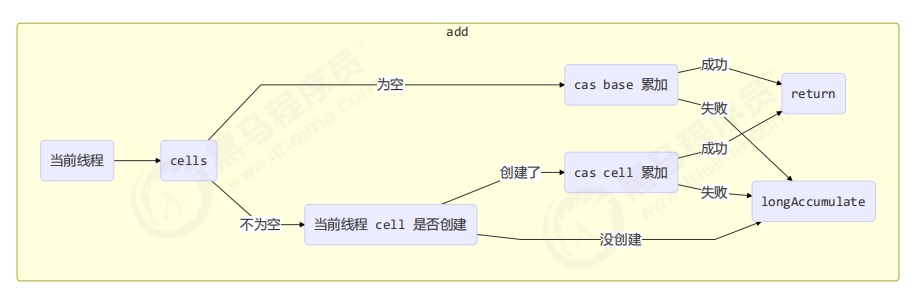 add
当前线程
cells
为空
cas base 累加
成功
return
失败
不为空
当前线程 cell 是否创建
创建了
cas cell 累加
成功
失败
longAccumulate
没创建
黑马程序员
www.itheima.com
黑马程序员
www.itheima.com